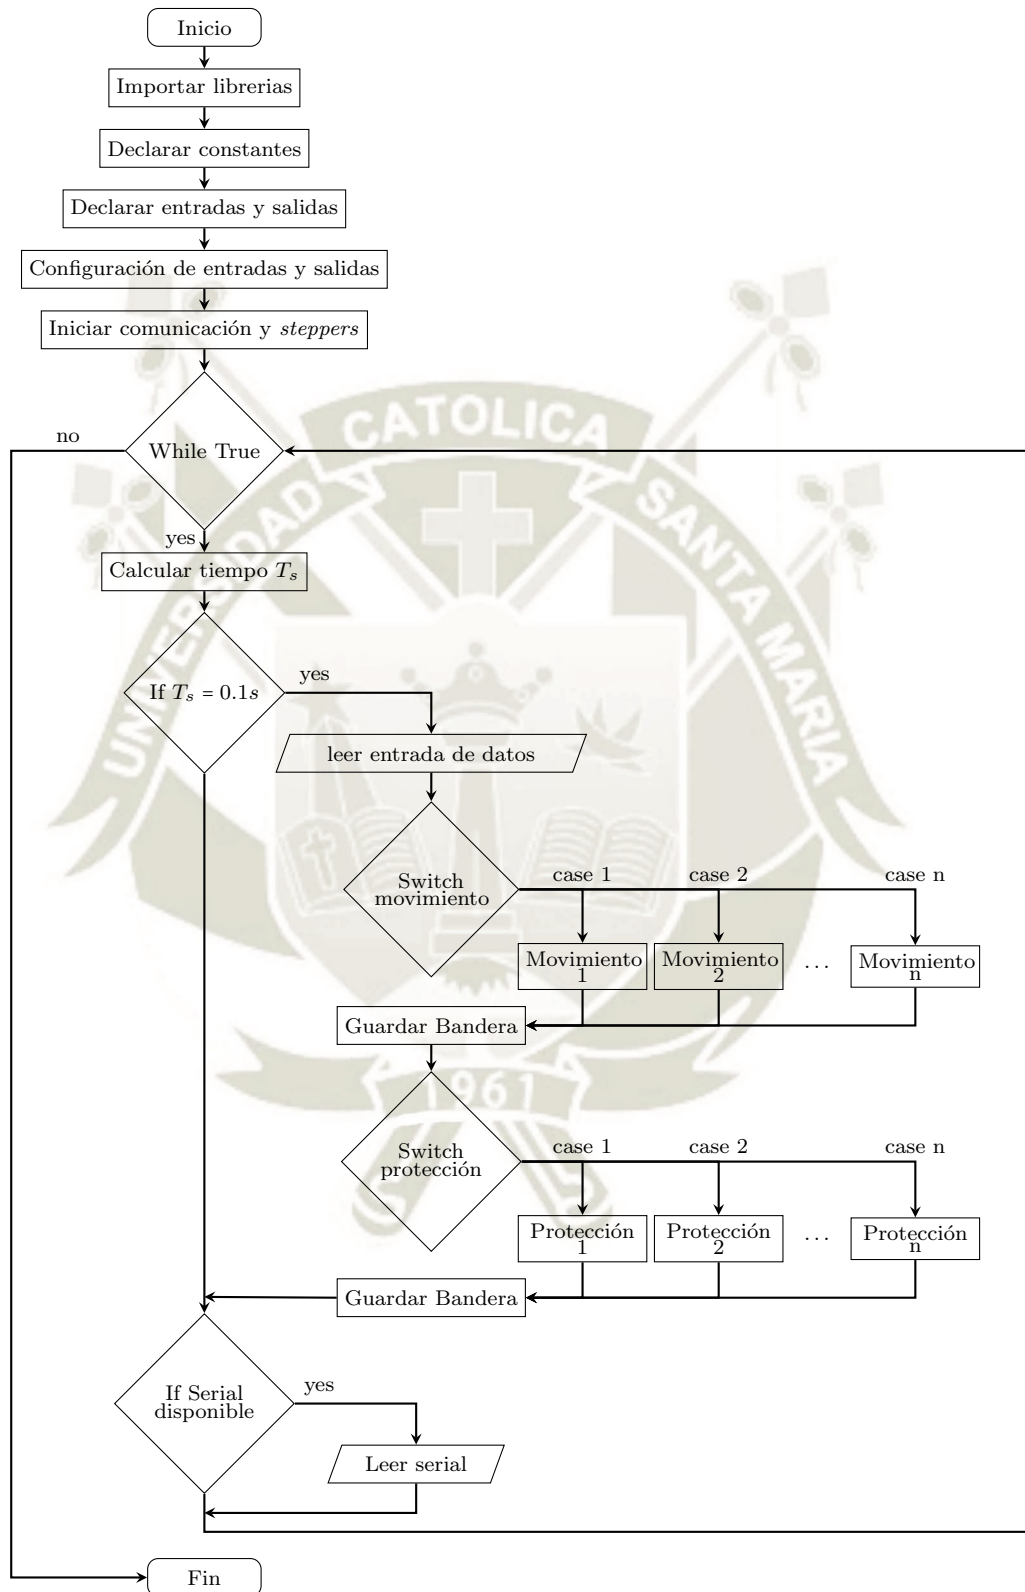 Inicio
Importar librerias
Declarar constantes
Declarar entradas y salidas
Configuración de entradas y salidas
Iniciar comunicación y steppers
While True
no
yes
Calcular tiempo Ts
If Ts = 0.1s
yes
leer entrada de datos
Switch
movimiento
case 1
case 2
case n
Movimiento
1
Movimiento
2
...
Movimiento
n
Guardar Bandera
Switch
protección
case 1
case 2
case n
Protección
1
Protección
2
...
Protección
n
Guardar Bandera
If Serial
disponible
yes
Leer serial
Fin
UNIVERSIDAD
CATOLICA
SANTA MARIA
1961